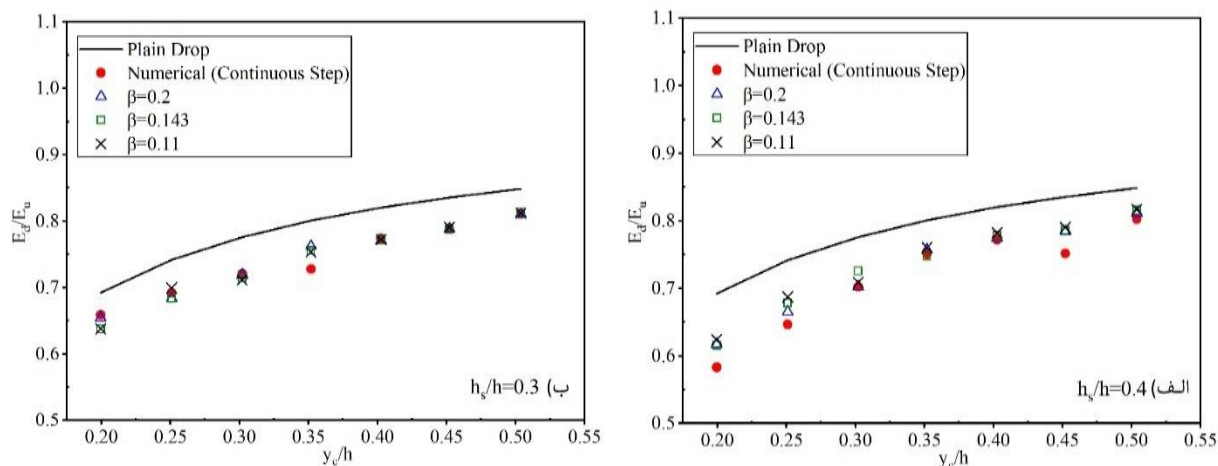 1.1
1.0
0.9
0.8
0.7
0.6
0.5
E_d/E_u
Plain Drop
Numerical (Continuous Step)
β=0.2
β=0.143
β=0.11
h_s/h=0.3 (ب
0.20 0.25 0.30 0.35 0.40 0.45 0.50 0.55
y_c/h
1.1
1.0
0.9
0.8
0.7
0.6
0.5
E_d/E_u
Plain Drop
Numerical (Continuous Step)
β=0.2
β=0.143
β=0.11
h_s/h=0.4 (الف
0.20 0.25 0.30 0.35 0.40 0.45 0.50 0.55
y_c/h